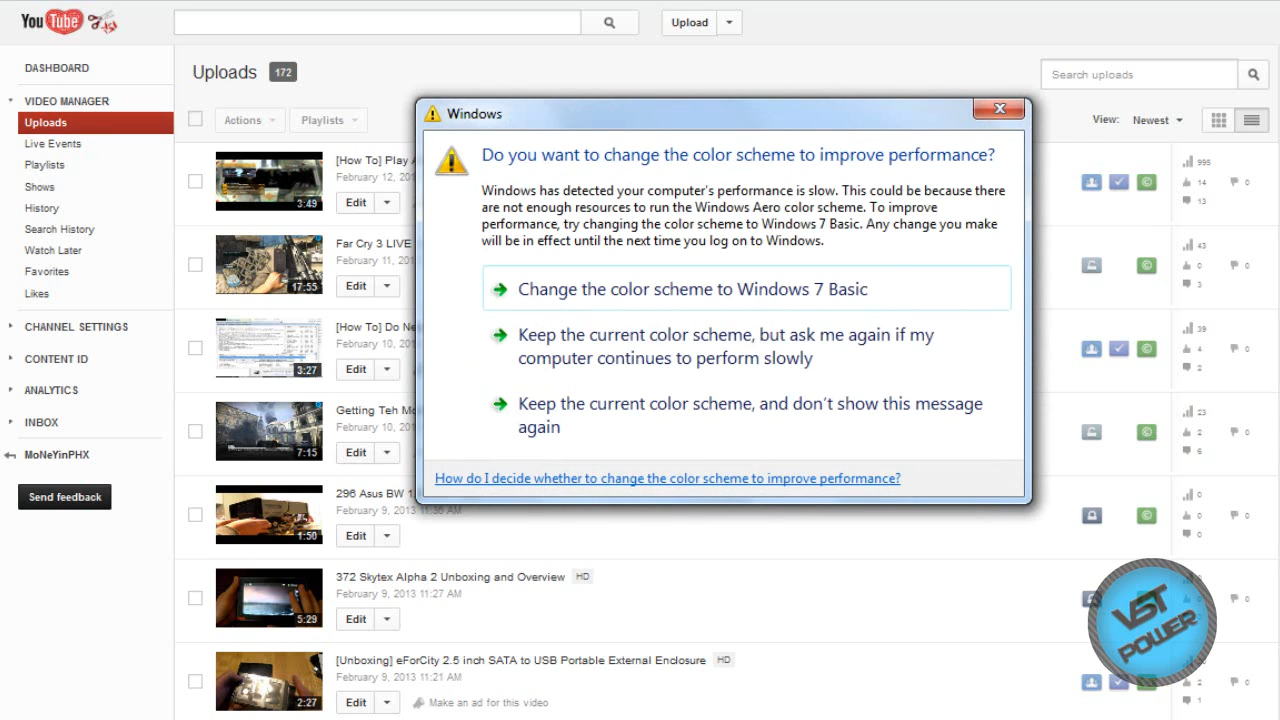 You Tube
Upload
DASHBOARD
VIDEO MANAGER
Uploads
Live Events
Playlists
Shows
History
Search History
Watch Later
Favorites
Likes
CHANNEL SETTINGS
CONTENT ID
ANALYTICS
INBOX
MoNeYinPHX
Send feedback
Uploads 172
Search uploads
Actions Playlists
View: Newest
[How To] Play
February 12, 201
3:49
Edit
995
14 0
13
Far Cry 3 LIVE
February 11, 201
17:55
Edit
43
0 0
3
[How To] Do Ne
February 10, 201
3:27
Edit
39
4 0
2
Getting Teh Mo
February 10, 201
7:15
Edit
23
2 0
6
296 Asus BW 1
February 9, 2013 11:36 AM
1:50
Edit
0
0 0
0
372 Skytex Alpha 2 Unboxing and Overview HD
February 9, 2013 11:27 AM
5:29
Edit
0
[Unboxing] eForCity 2.5 inch SATA to USB Portable External Enclosure HD
February 9, 2013 11:21 AM
2:27
Edit Make an ad for this video
2 0
1
Windows
Do you want to change the color scheme to improve performance?
Windows has detected your computer's performance is slow. This could be because there
are not enough resources to run the Windows Aero color scheme. To improve
performance, try changing the color scheme to Windows 7 Basic. Any change you make
will be in effect until the next time you log on to Windows.
Change the color scheme to Windows 7 Basic
Keep the current color scheme, but ask me again if my
computer continues to perform slowly
Keep the current color scheme, and don't show this message
again
How do I decide whether to change the color scheme to improve performance?
VST
POWER